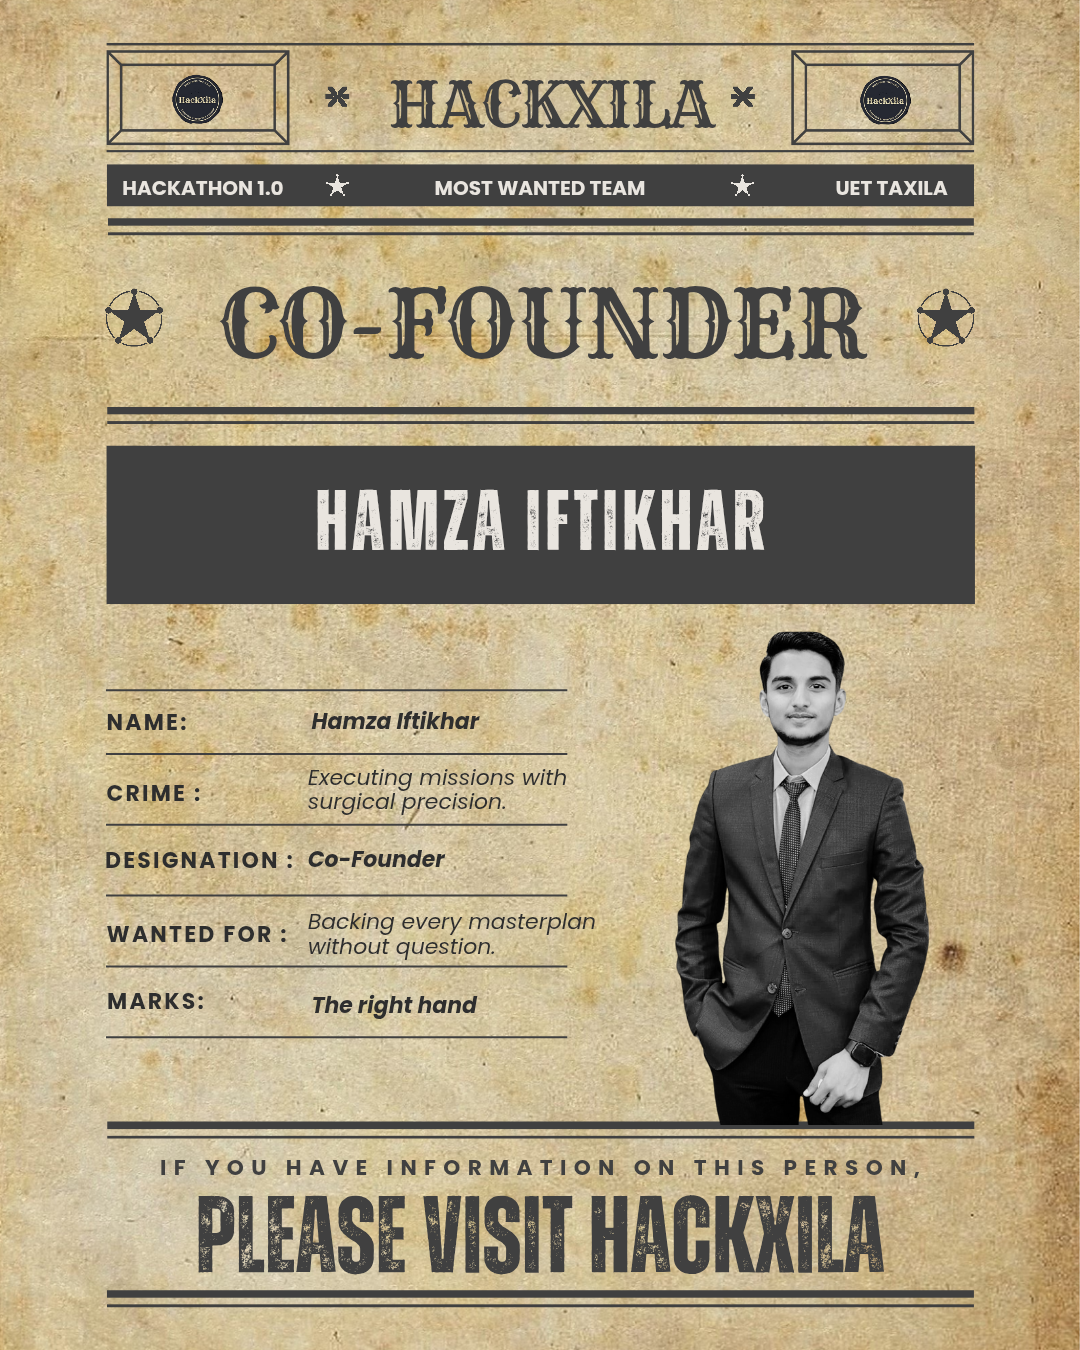 HackXila
HACKXILA
HackXila
HACKATHON 1.0 MOST WANTED TEAM UET TAXILA
CO-FOUNDER
HAMZA IFTIKHAR
NAME: Hamza Iftikhar
CRIME : Executing missions with
surgical precision.
DESIGNATION : Co-Founder
WANTED FOR : Backing every masterplan
without question.
MARKS: The right hand
IF YOU HAVE INFORMATION ON THIS PERSON,
PLEASE VISIT HACKXILA